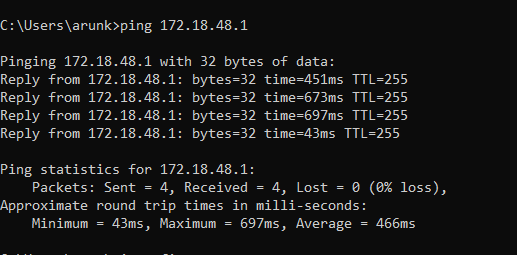 C:\Users\arunk>ping 172.18.48.1
Pinging 172.18.48.1 with 32 bytes of data:
Reply from 172.18.48.1: bytes=32 time=451ms TTL=255
Reply from 172.18.48.1: bytes=32 time=673ms TTL=255
Reply from 172.18.48.1: bytes=32 time=697ms TTL=255
Reply from 172.18.48.1: bytes=32 time=43ms TTL=255
Ping statistics for 172.18.48.1:
Packets: Sent = 4, Received = 4, Lost = 0 (0% loss),
Approximate round trip times in milli-seconds:
Minimum = 43ms, Maximum = 697ms, Average = 466ms